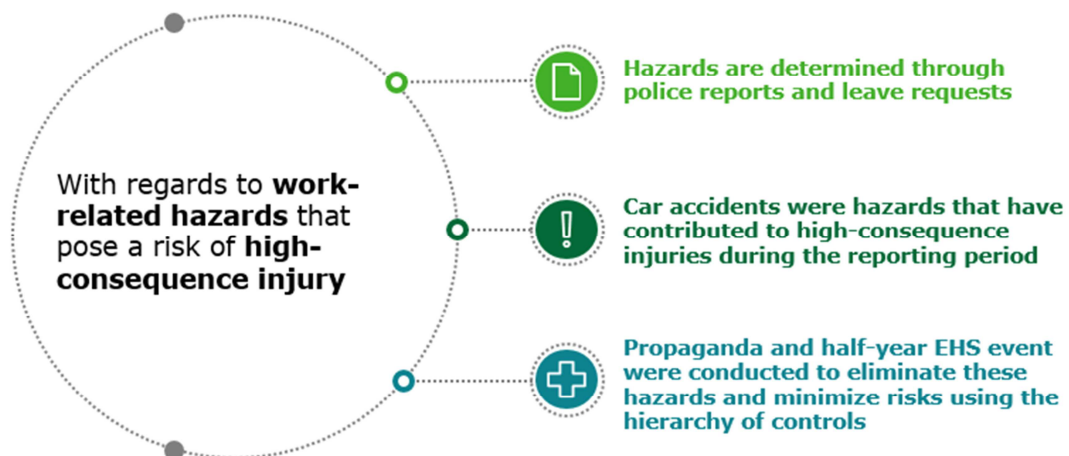 With regards to work-
related hazards that
pose a risk of high-
consequence injury
Hazards are determined through
police reports and leave requests
Car accidents were hazards that have
contributed to high-consequence
injuries during the reporting period
Propaganda and half-year EHS event
were conducted to eliminate these
hazards and minimize risks using the
hierarchy of controls